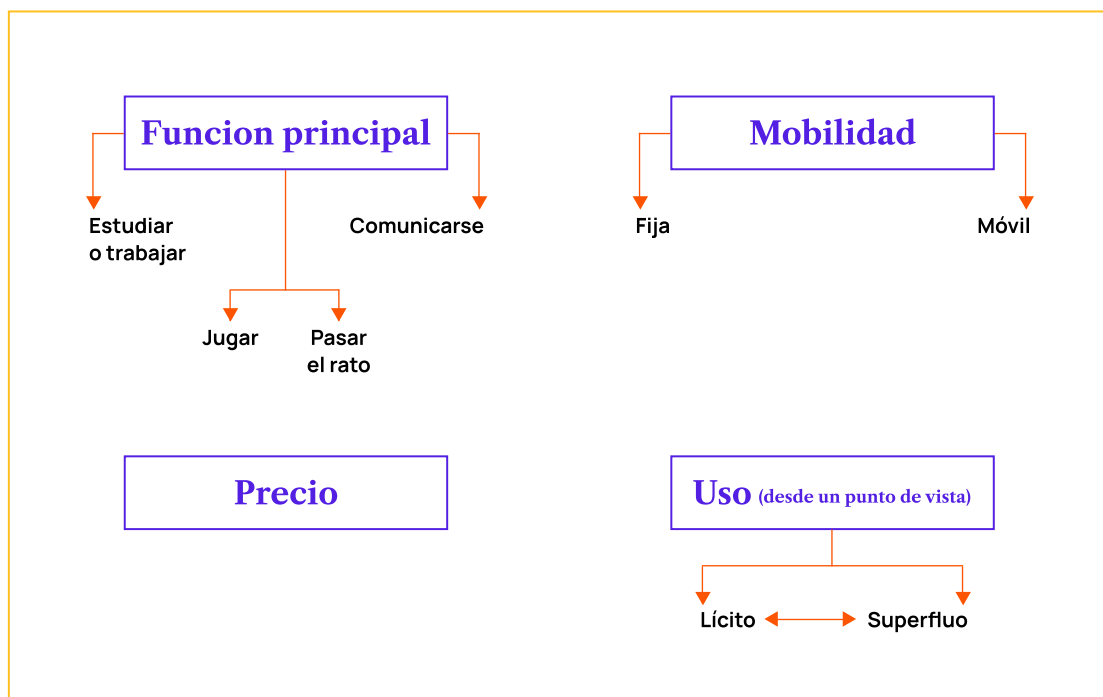 Funcion principal
Estudiar
o trabajar
Comunicarse
Jugar
Pasar
el rato
Mobilidad
Fija
Móvil
Precio
Uso (desde un punto de vista)
Lícito
Superfluo